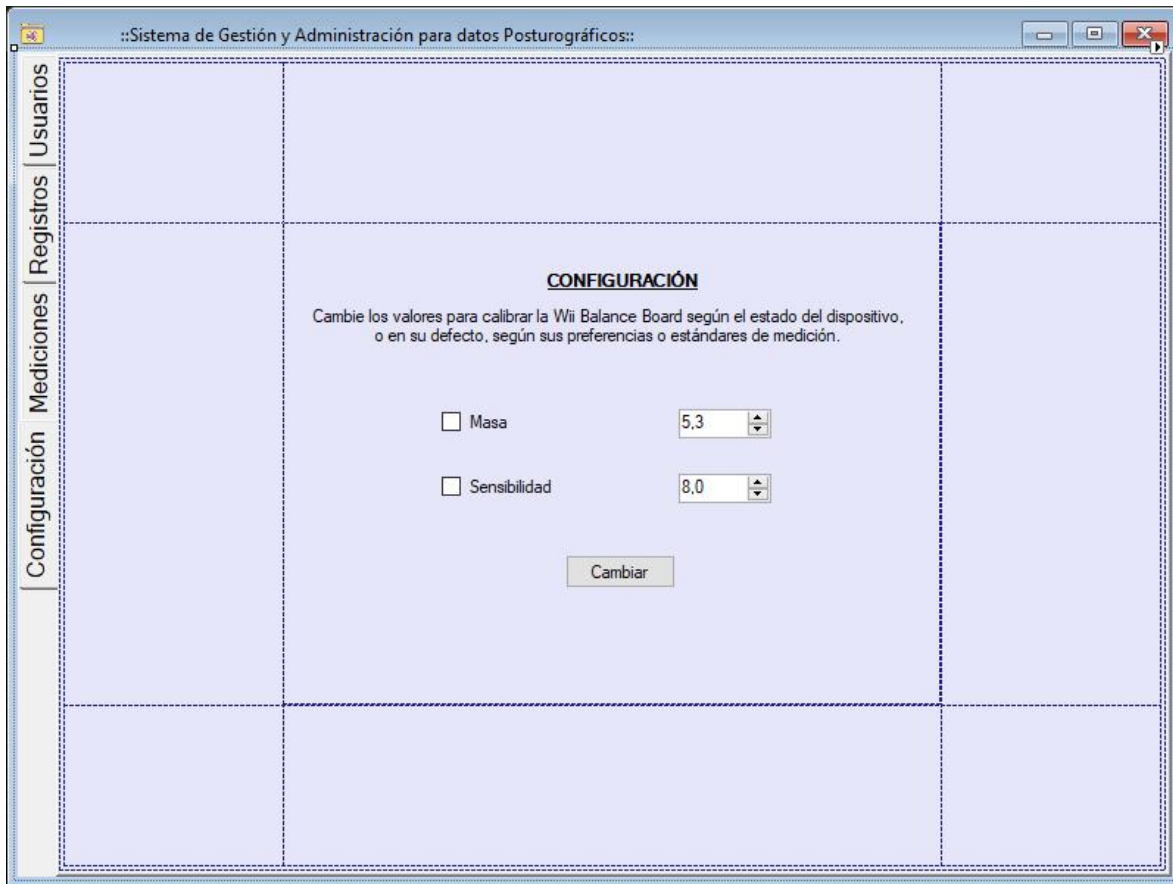 ::Sistema de Gestión y Administración para datos Posturográficos::
Usuarios
Registros
Mediciones
Configuración
CONFIGURACIÓN
Cambie los valores para calibrar la Wii Balance Board según el estado del dispositivo,
o en su defecto, según sus preferencias o estándares de medición.
Masa 5,3
Sensibilidad 8,0
Cambiar